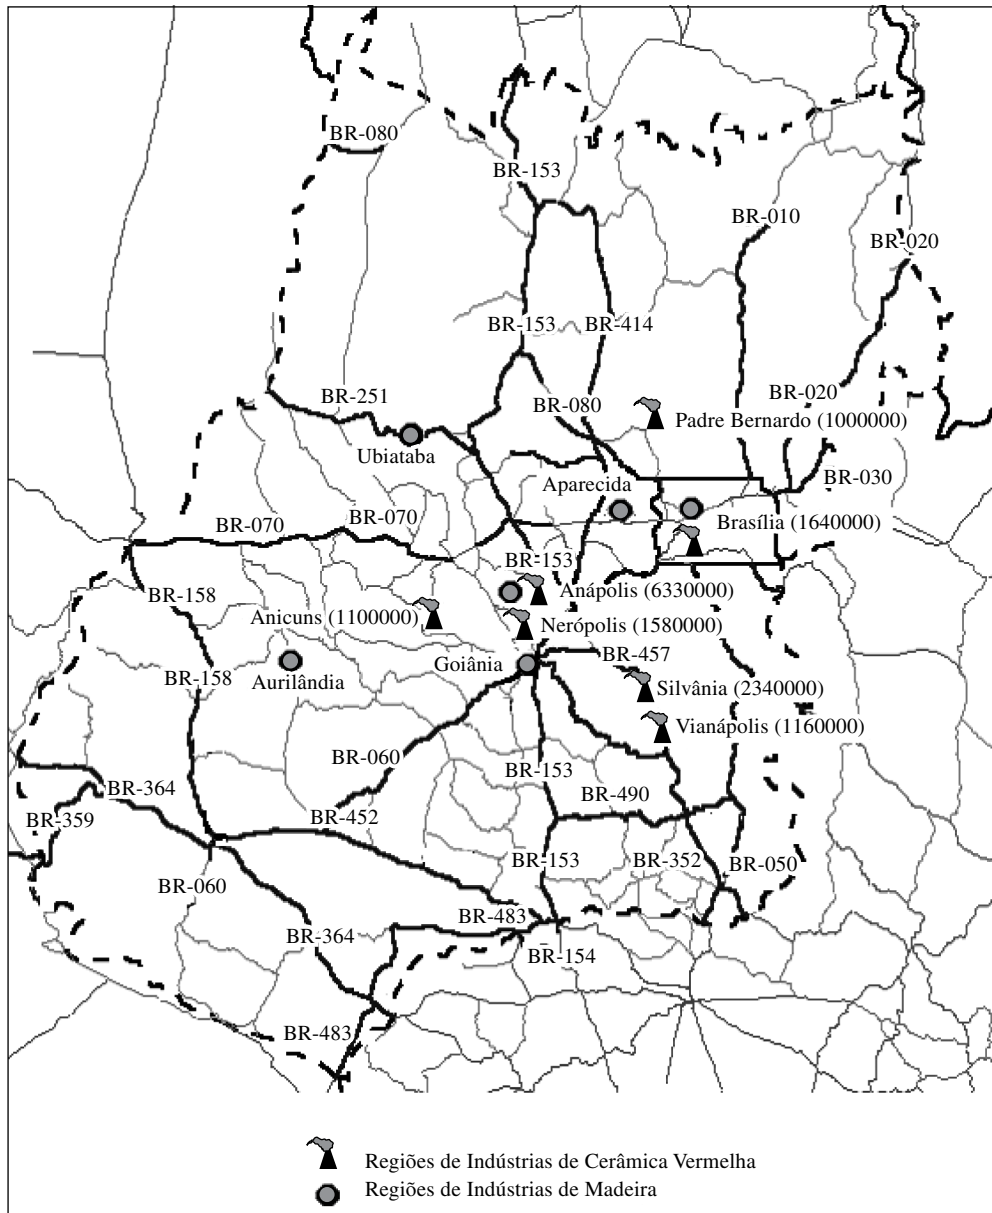 BR-080
BR-153
BR-010
BR-020
BR-153
BR-414
BR-251
BR-080
BR-020
Padre Bernardo (1000000)
Ubiataba
Aparecida
BR-030
BR-070
BR-070
Brasília (1640000)
BR-153
BR-158
Anápolis (6330000)
Anicuns (1100000)
Nerópolis (1580000)
Goiânia
BR-457
BR-158
Aurilândia
Silvânia (2340000)
Vianápolis (1160000)
BR-060
BR-153
BR-364
BR-490
BR-359
BR-452
BR-153
BR-352
BR-050
BR-060
BR-483
BR-364
BR-154
BR-483
Regiões de Indústrias de Cerâmica Vermelha
Regiões de Indústrias de Madeira